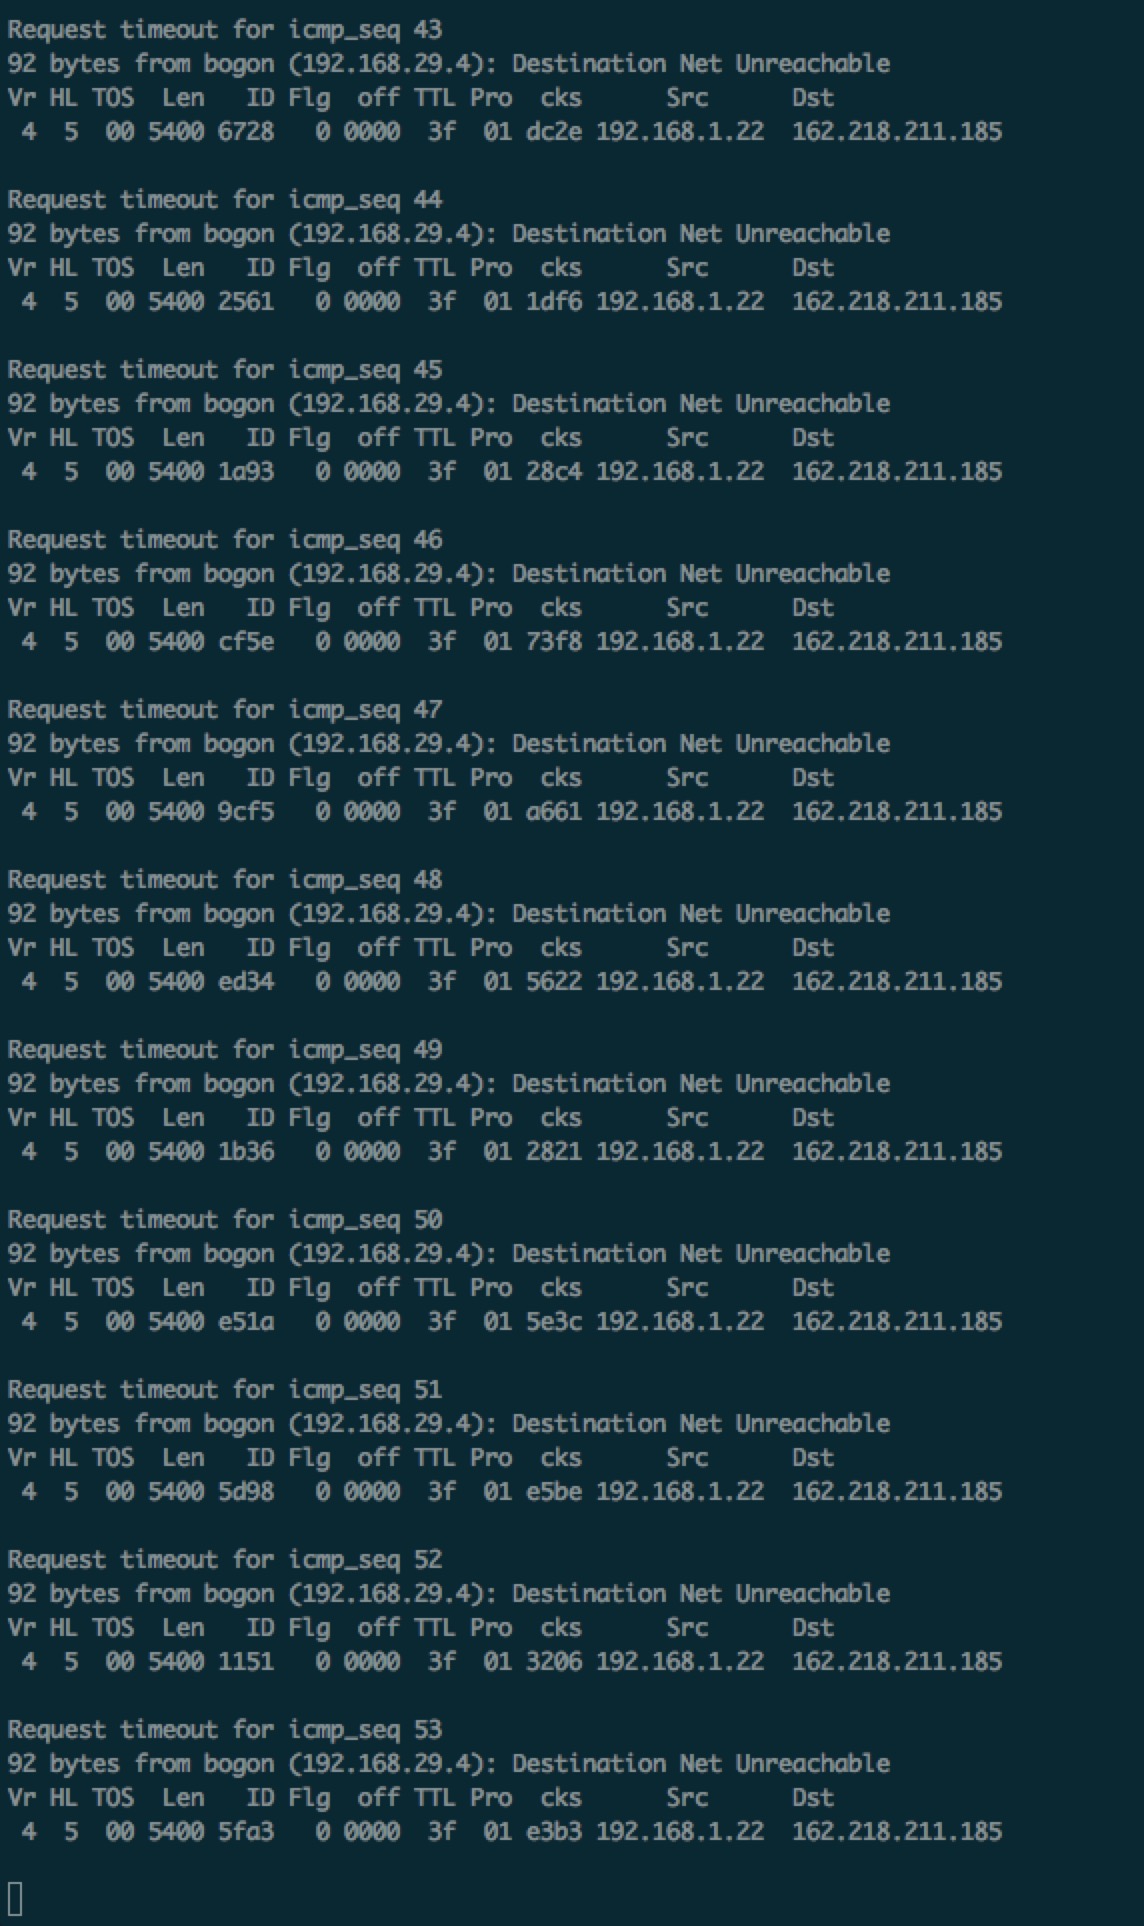 Request timeout for icmp_seq 43
92 bytes from bogon (192.168.29.4): Destination Net Unreachable
Vr HL TOS  Len   ID Flg  off TTL Pro  cks      Src      Dst
 4  5  00 5400 6728   0 0000  3f  01 dc2e 192.168.1.22  162.218.211.185

Request timeout for icmp_seq 44
92 bytes from bogon (192.168.29.4): Destination Net Unreachable
Vr HL TOS  Len   ID Flg  off TTL Pro  cks      Src      Dst
 4  5  00 5400 2561   0 0000  3f  01 1df6 192.168.1.22  162.218.211.185

Request timeout for icmp_seq 45
92 bytes from bogon (192.168.29.4): Destination Net Unreachable
Vr HL TOS  Len   ID Flg  off TTL Pro  cks      Src      Dst
 4  5  00 5400 1a93   0 0000  3f  01 28c4 192.168.1.22  162.218.211.185

Request timeout for icmp_seq 46
92 bytes from bogon (192.168.29.4): Destination Net Unreachable
Vr HL TOS  Len   ID Flg  off TTL Pro  cks      Src      Dst
 4  5  00 5400 cf5e   0 0000  3f  01 73f8 192.168.1.22  162.218.211.185

Request timeout for icmp_seq 47
92 bytes from bogon (192.168.29.4): Destination Net Unreachable
Vr HL TOS  Len   ID Flg  off TTL Pro  cks      Src      Dst
 4  5  00 5400 9cf5   0 0000  3f  01 a661 192.168.1.22  162.218.211.185

Request timeout for icmp_seq 48
92 bytes from bogon (192.168.29.4): Destination Net Unreachable
Vr HL TOS  Len   ID Flg  off TTL Pro  cks      Src      Dst
 4  5  00 5400 ed34   0 0000  3f  01 5622 192.168.1.22  162.218.211.185

Request timeout for icmp_seq 49
92 bytes from bogon (192.168.29.4): Destination Net Unreachable
Vr HL TOS  Len   ID Flg  off TTL Pro  cks      Src      Dst
 4  5  00 5400 1b36   0 0000  3f  01 2821 192.168.1.22  162.218.211.185

Request timeout for icmp_seq 50
92 bytes from bogon (192.168.29.4): Destination Net Unreachable
Vr HL TOS  Len   ID Flg  off TTL Pro  cks      Src      Dst
 4  5  00 5400 e51a   0 0000  3f  01 5e3c 192.168.1.22  162.218.211.185

Request timeout for icmp_seq 51
92 bytes from bogon (192.168.29.4): Destination Net Unreachable
Vr HL TOS  Len   ID Flg  off TTL Pro  cks      Src      Dst
 4  5  00 5400 5d98   0 0000  3f  01 e5be 192.168.1.22  162.218.211.185

Request timeout for icmp_seq 52
92 bytes from bogon (192.168.29.4): Destination Net Unreachable
Vr HL TOS  Len   ID Flg  off TTL Pro  cks      Src      Dst
 4  5  00 5400 1151   0 0000  3f  01 3206 192.168.1.22  162.218.211.185

Request timeout for icmp_seq 53
92 bytes from bogon (192.168.29.4): Destination Net Unreachable
Vr HL TOS  Len   ID Flg  off TTL Pro  cks      Src      Dst
 4  5  00 5400 5fa3   0 0000  3f  01 e3b3 192.168.1.22  162.218.211.185